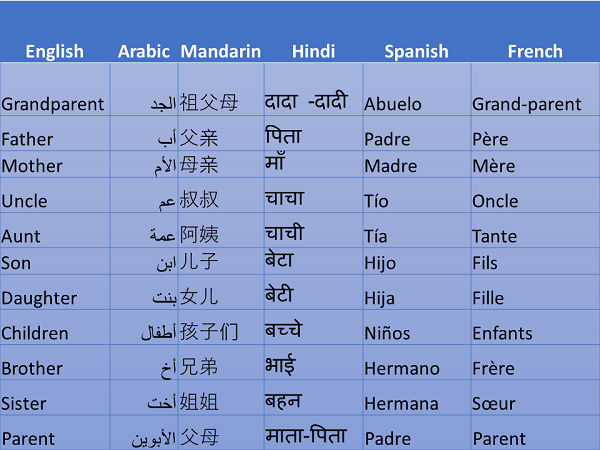 English Arabic Mandarin Hindi Spanish French
Grandparent الجد 祖父母 दादा -दादी Abuelo Grand-parent
Father أب 父亲 पिता Padre Père
Mother الأم 母亲 माँ Madre Mère
Uncle عم 叔叔 चाचा Tío Oncle
Aunt عمة 阿姨 चाची Tía Tante
Son ابن 儿子 बेटा Hijo Fils
Daughter بنت 女儿 बेटी Hija Fille
Children أطفال 孩子们 बच्चे Niños Enfants
Brother أخ 兄弟 भाई Hermano Frère
Sister أخت 姐姐 बहन Hermana Sœur
Parent الأبوين 父母 माता-पिता Padre Parent